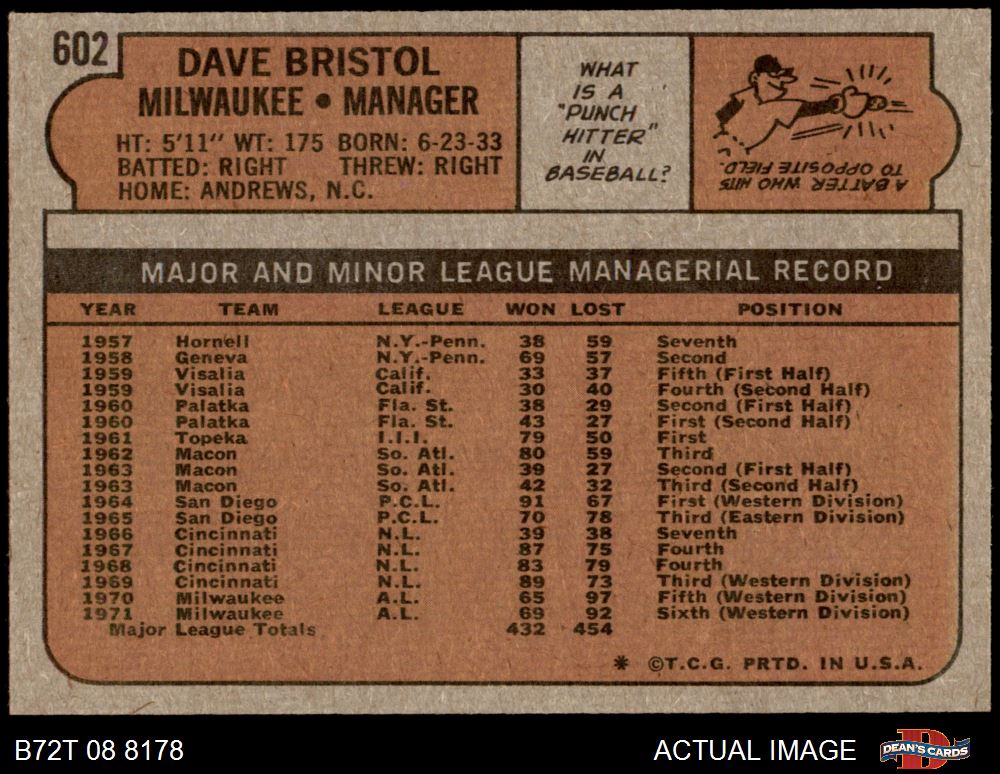 602
DAVE BRISTOL
MILWAUKEE • MANAGER
HT: 5'11" WT: 175 BORN: 6-23-33
BATTED: RIGHT THREW: RIGHT
HOME: ANDREWS, N.C.
WHAT
IS A
"PUNCH
HITTER"
IN
BASEBALL?
A BATTER WHO HITS
TO OPPOSITE FIELD.
MAJOR AND MINOR LEAGUE MANAGERIAL RECORD
YEAR TEAM LEAGUE WON LOST POSITION
1957 Hornell N.Y.-Penn. 38 59 Seventh
1958 Geneva N.Y.-Penn. 69 57 Second
1959 Visalia Calif. 33 37 Fifth (First Half)
1959 Visalia Calif. 30 40 Fourth (Second Half)
1960 Palatka Fla. St. 38 29 Second (First Half)
1960 Palatka Fla. St. 43 27 First (Second Half)
1961 Topeka I.I.I. 79 50 First
1962 Macon So. Atl. 80 59 Third
1963 Macon So. Atl. 39 27 Second (First Half)
1963 Macon So. Atl. 42 32 Third (Second Half)
1964 San Diego P.C.L. 91 67 First (Western Division)
1965 San Diego P.C.L. 70 78 Third (Eastern Division)
1966 Cincinnati N.L. 39 38 Seventh
1967 Cincinnati N.L. 87 75 Fourth
1968 Cincinnati N.L. 83 79 Fourth
1969 Cincinnati N.L. 89 73 Third (Western Division)
1970 Milwaukee A.L. 65 97 Fifth (Western Division)
1971 Milwaukee A.L. 69 92 Sixth (Western Division)
Major League Totals 432 454
* ©T.C.G. PRTD. IN U.S.A.
B72T 08 8178 ACTUAL IMAGE DEAN'S CARDS